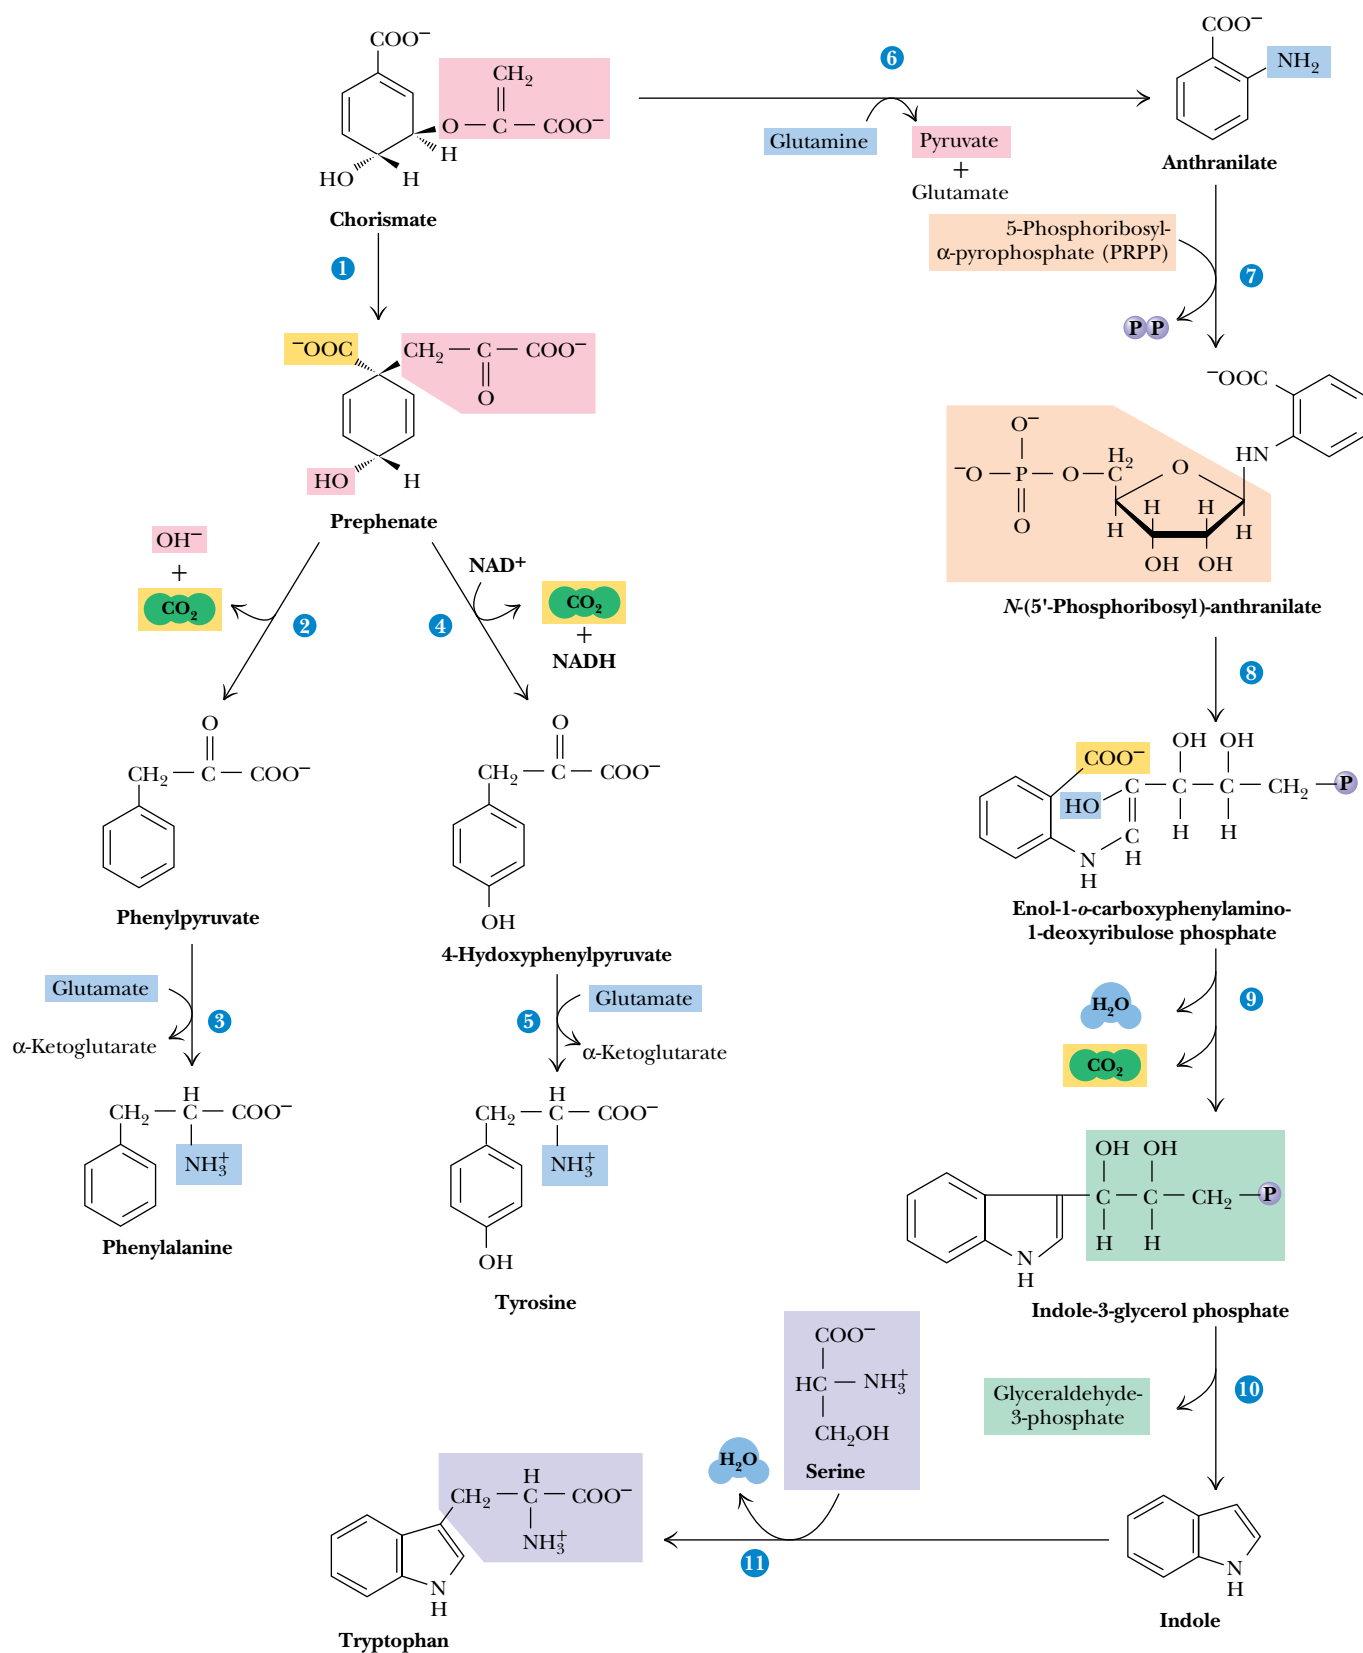 COO⁻
CH₂
O — C — COO⁻
H
HO
H
Chorismate
6
Glutamine
Pyruvate
+
Glutamate
COO⁻
NH₂
Anthranilate
1
5-Phosphoribosyl-
α-pyrophosphate (PRPP)
7
P P
⁻OOC
CH₂ — C — COO⁻
O
HO
H
Prephenate
⁻OOC
O⁻
⁻O — P — O — C
H₂
O
O
HN
H
H
H
H
OH
OH
N-(5'-Phosphoribosyl)-anthranilate
OH⁻
+
CO₂
2
NAD⁺
4
CO₂
+
NADH
8
O
CH₂ — C — COO⁻
Phenylpyruvate
O
CH₂ — C — COO⁻
OH
4-Hydoxyphenylpyruvate
COO⁻
OH
OH
HO
C — C — C — CH₂ — P
H
H
C
H
N
H
Enol-1-o-carboxyphenylamino-
1-deoxyribulose phosphate
Glutamate
3
α-Ketoglutarate
5
Glutamate
α-Ketoglutarate
H₂O
9
CO₂
H
CH₂ — C — COO⁻
NH₃⁺
Phenylalanine
H
CH₂ — C — COO⁻
NH₃⁺
OH
Tyrosine
OH
OH
C — C — CH₂ — P
H
H
N
H
Indole-3-glycerol phosphate
Glyceraldehyde-
3-phosphate
10
COO⁻
HC — NH₃⁺
CH₂OH
Serine
H₂O
11
H
CH₂ — C — COO⁻
NH₃⁺
N
H
Tryptophan
N
H
Indole